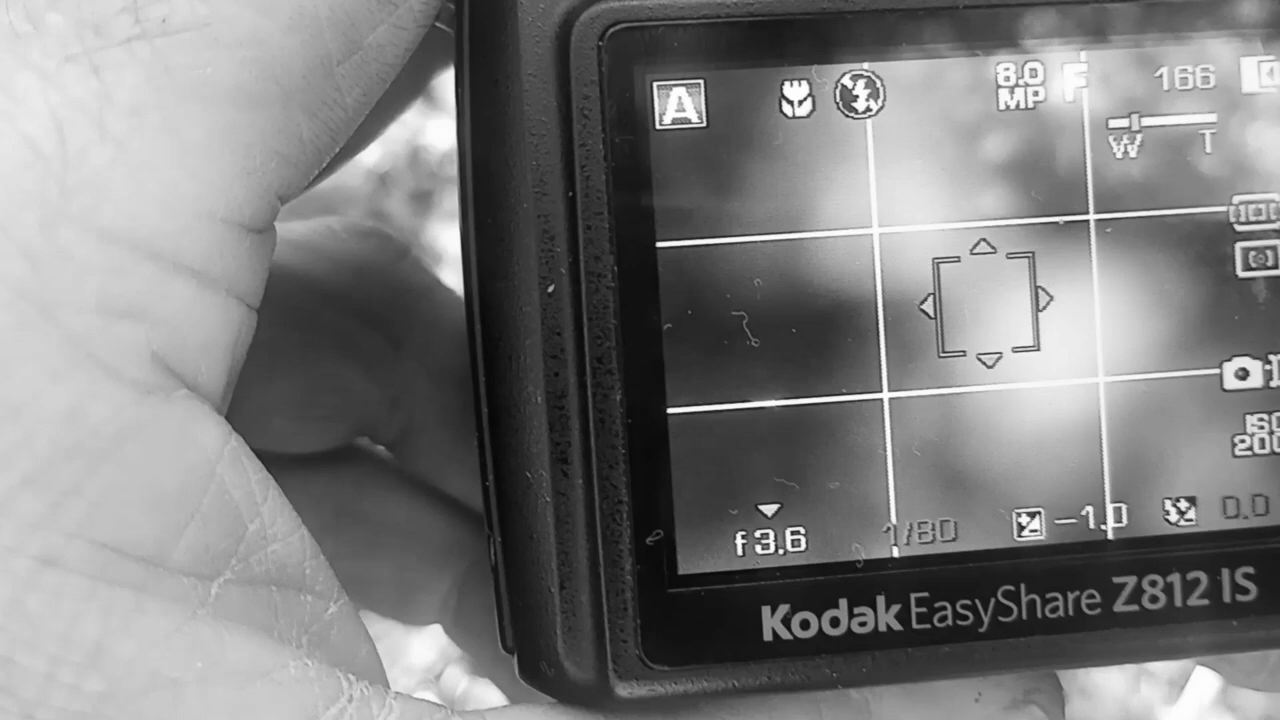 A 8.0 MP F 166
W T
ISO
200
f3.6 1/80 -1.0 0.0
Kodak EasyShare Z812 IS